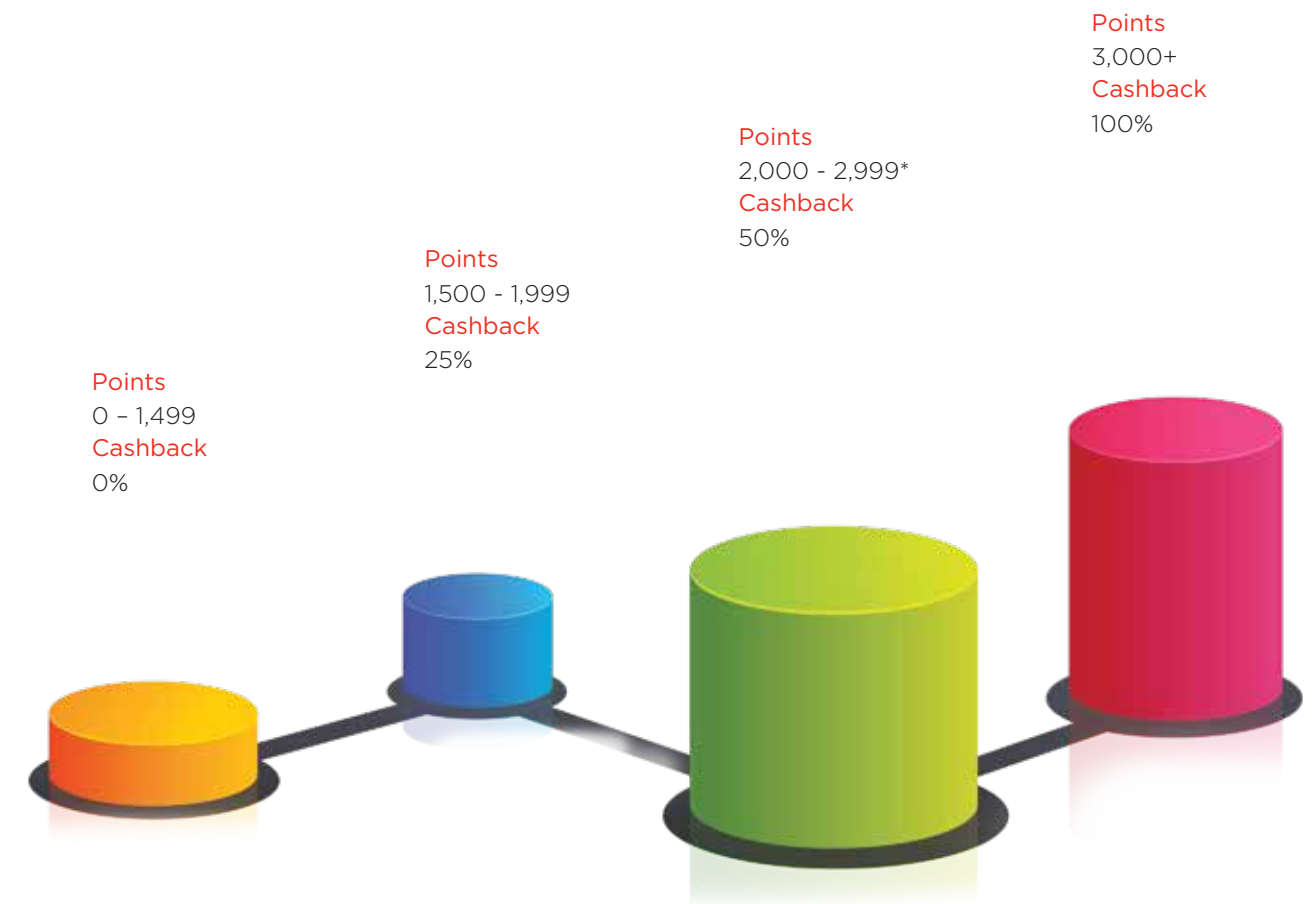 Points
0 – 1,499
Cashback
0%
Points
1,500 - 1,999
Cashback
25%
Points
2,000 - 2,999*
Cashback
50%
Points
3,000+
Cashback
100%